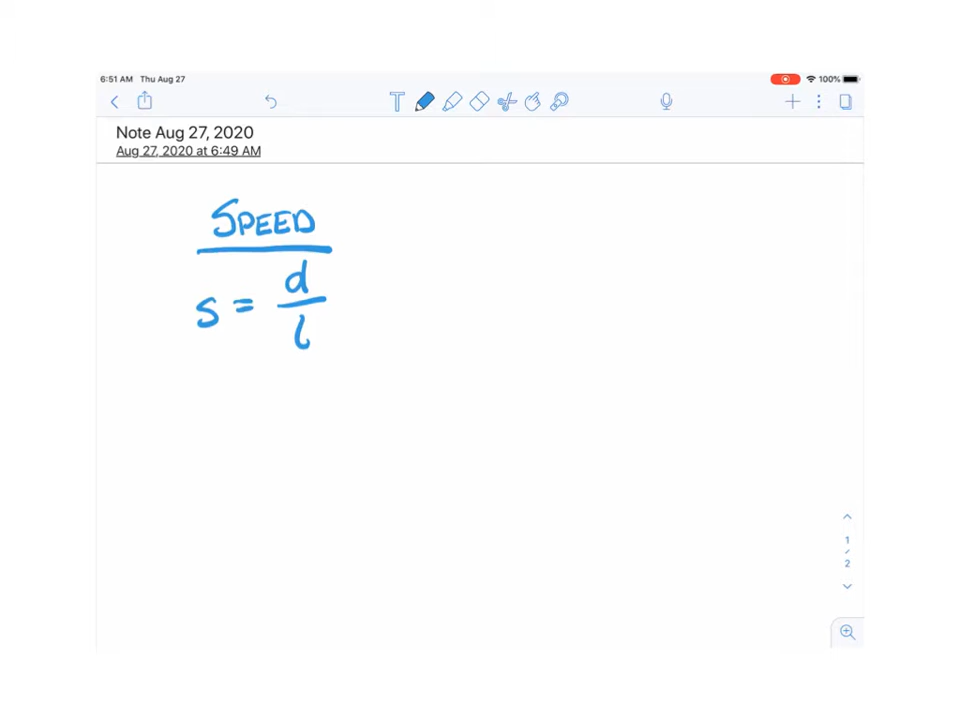 6:51 AM Thu Aug 27
100%
T
Note Aug 27, 2020
Aug 27, 2020 at 6:49 AM
SPEED
s = d
1
/
2